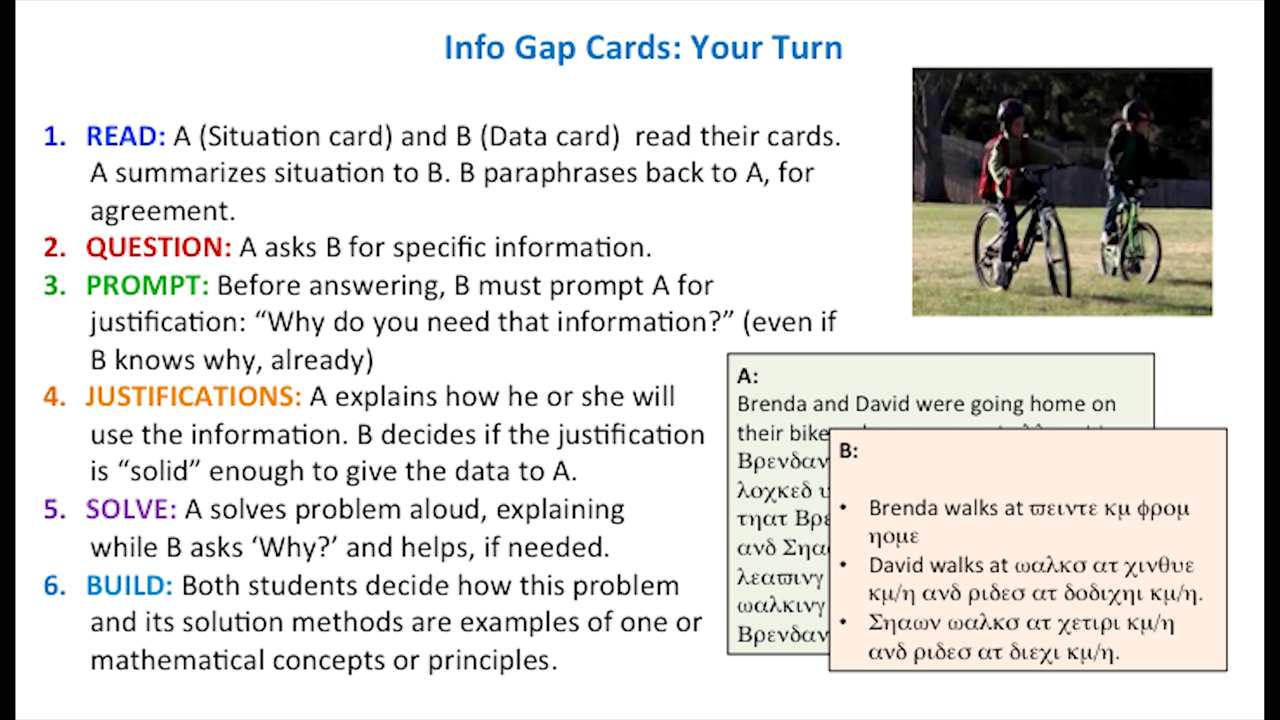 Info Gap Cards: Your Turn
1. READ: A (Situation card) and B (Data card) read their cards.
A summarizes situation to B. B paraphrases back to A, for
agreement.
2. QUESTION: A asks B for specific information.
3. PROMPT: Before answering, B must prompt A for
justification: “Why do you need that information?” (even if
B knows why, already)
4. JUSTIFICATIONS: A explains how he or she will
use the information. B decides if the justification
is “solid” enough to give the data to A.
5. SOLVE: A solves problem aloud, explaining
while B asks ‘Why?’ and helps, if needed.
6. BUILD: Both students decide how this problem
and its solution methods are examples of one or
mathematical concepts or principles.
A:
Brenda and David were going home on
their bike
Βρενδαν
λοχκεδ υ
τηατ Βρε
ανδ Σηα
λεαϖινγ
ωαλκινγ
Βρενδαν
B:
• Brenda walks at ϖειντε κμ φρομ
ηομε
• David walks at ωαλκσ ατ χινθυε
κμ/η ανδ ριδεσ ατ δοδιχηι κμ/η.
• Σηαων ωαλκσ ατ χετιρι κμ/η
ανδ ριδεσ ατ διεχι κμ/η.